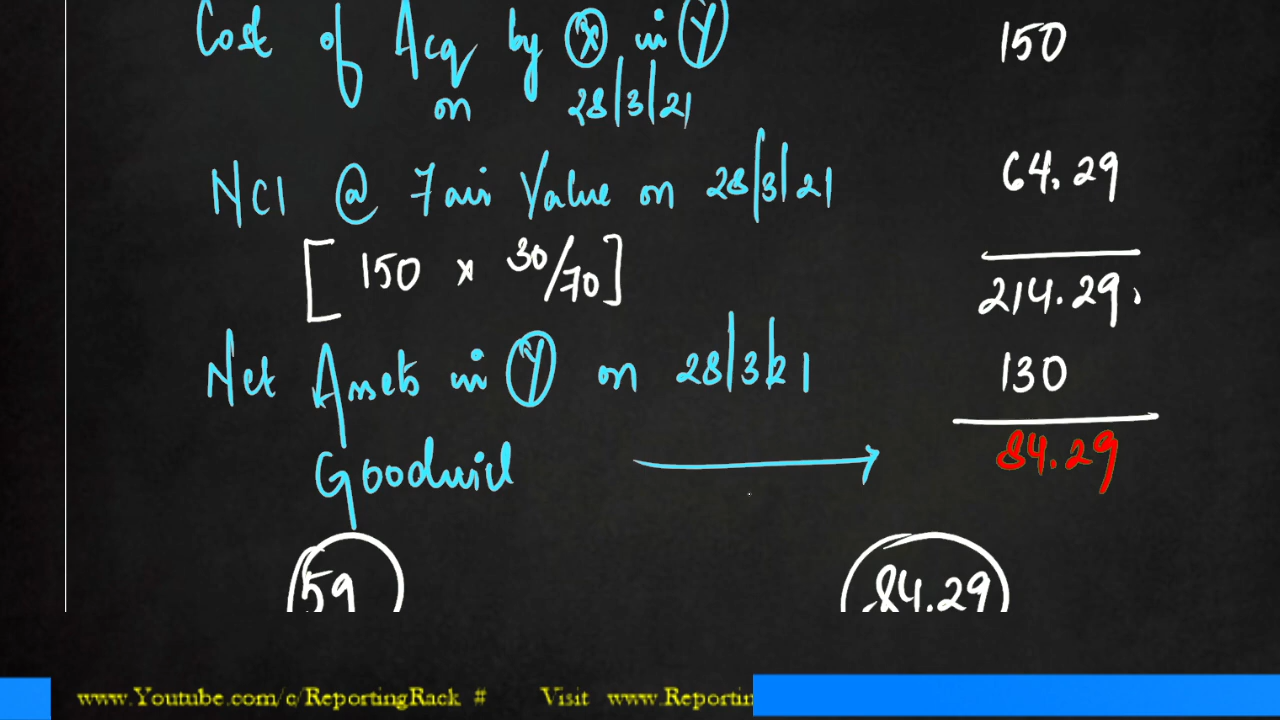 Cost of Acq by X in Y 150
on 28/3/21
NCI @ Fair Value on 28/3/21 64.29
[150 x 30/70]
214.29
Net Assets in Y on 28/3/21 130
Goodwill → 84.29
59 84.29
www.Youtube.com/c/ReportingRack # Visit www.Reportin